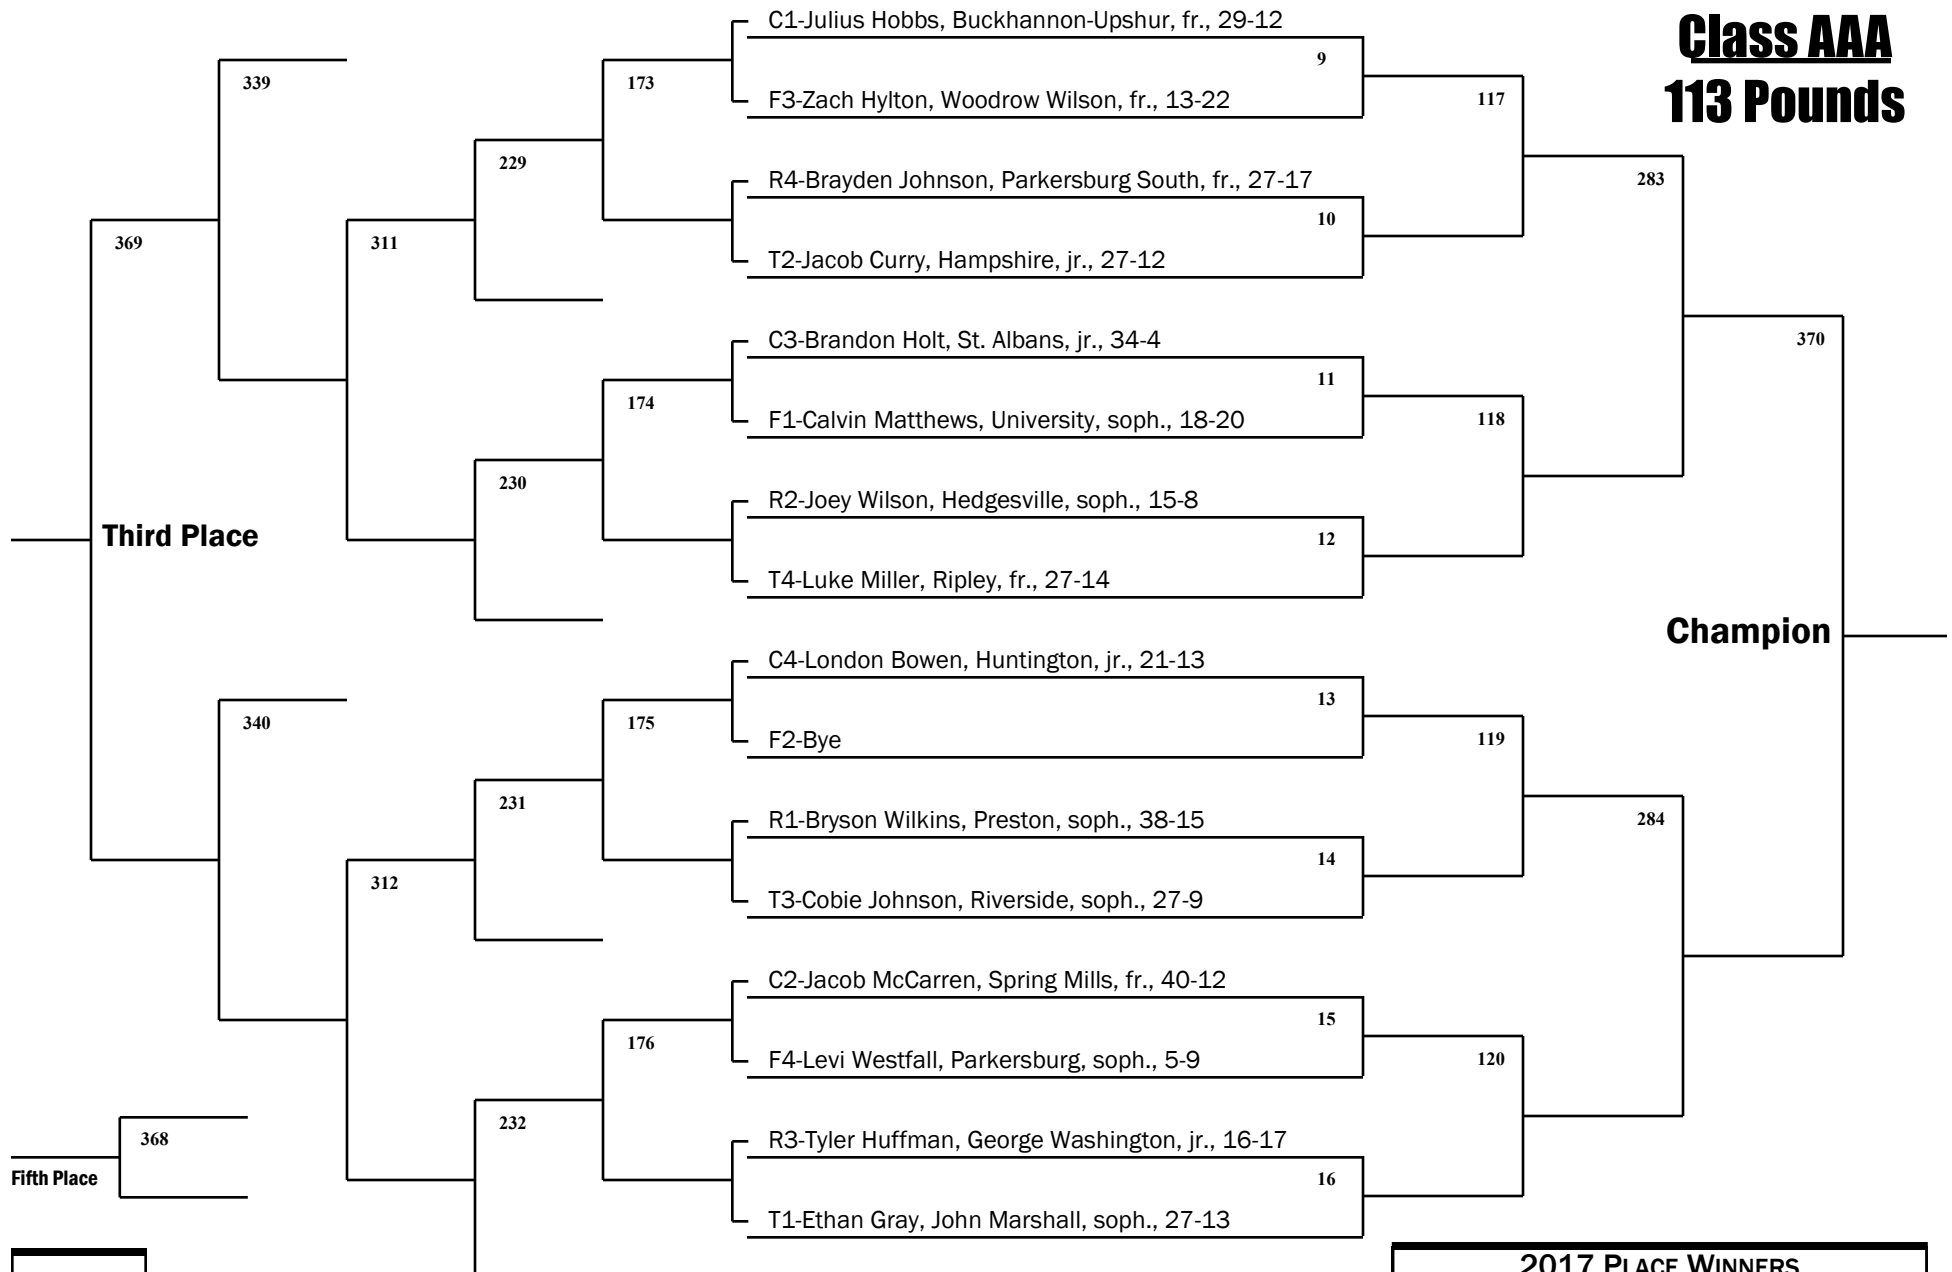 Class AAA
113 Pounds
C1-Julius Hobbs, Buckhannon-Upshur, fr., 29-12
9
339
173
F3-Zach Hylton, Woodrow Wilson, fr., 13-22
117
229
R4-Brayden Johnson, Parkersburg South, fr., 27-17
283
10
369
311
T2-Jacob Curry, Hampshire, jr., 27-12
C3-Brandon Holt, St. Albans, jr., 34-4
370
11
174
F1-Calvin Matthews, University, soph., 18-20
118
230
R2-Joey Wilson, Hedgesville, soph., 15-8
Third Place
12
T4-Luke Miller, Ripley, fr., 27-14
Champion
C4-London Bowen, Huntington, jr., 21-13
13
340
175
F2-Bye
119
231
R1-Bryson Wilkins, Preston, soph., 38-15
284
14
312
T3-Cobie Johnson, Riverside, soph., 27-9
C2-Jacob McCarren, Spring Mills, fr., 40-12
15
176
F4-Levi Westfall, Parkersburg, soph., 5-9
120
232
368
R3-Tyler Huffman, George Washington, jr., 16-17
Fifth Place
16
T1-Ethan Gray, John Marshall, soph., 27-13
2017 PLACE WINNERS